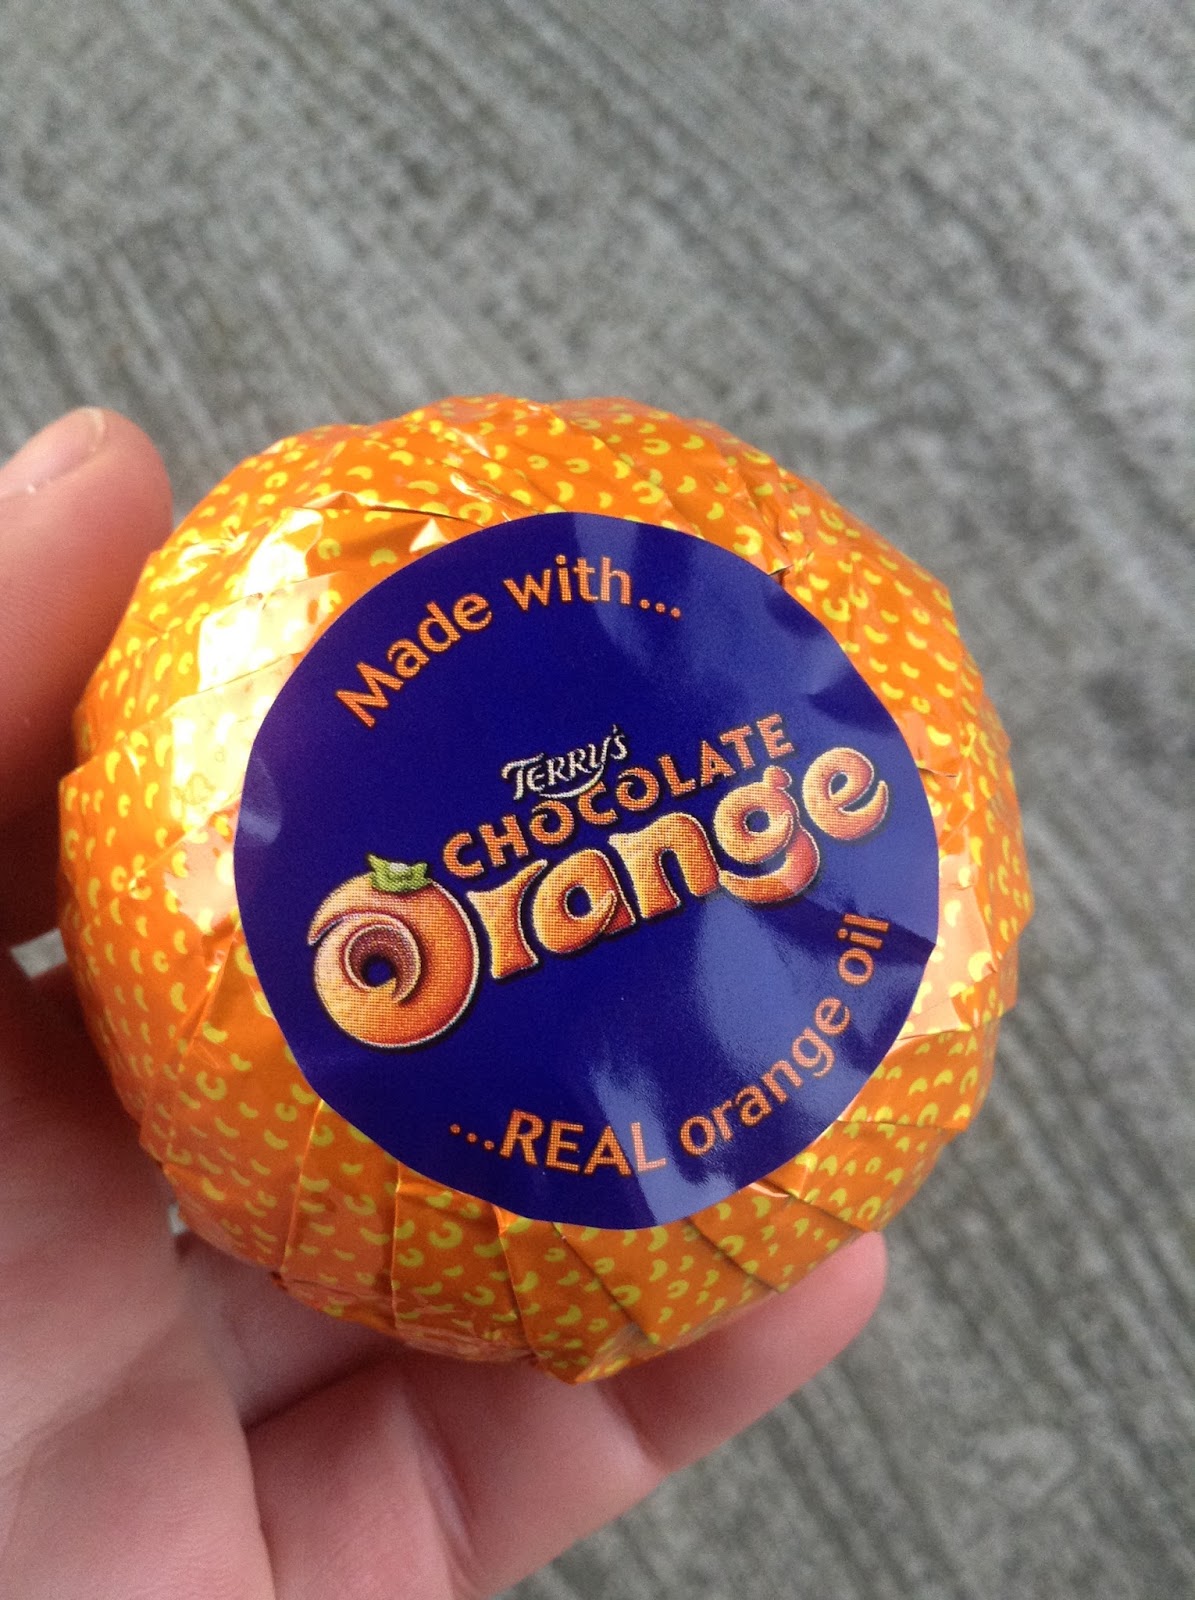 Made with...
TERRY'S
CHOCOLATE
Orange
...REAL orange oil